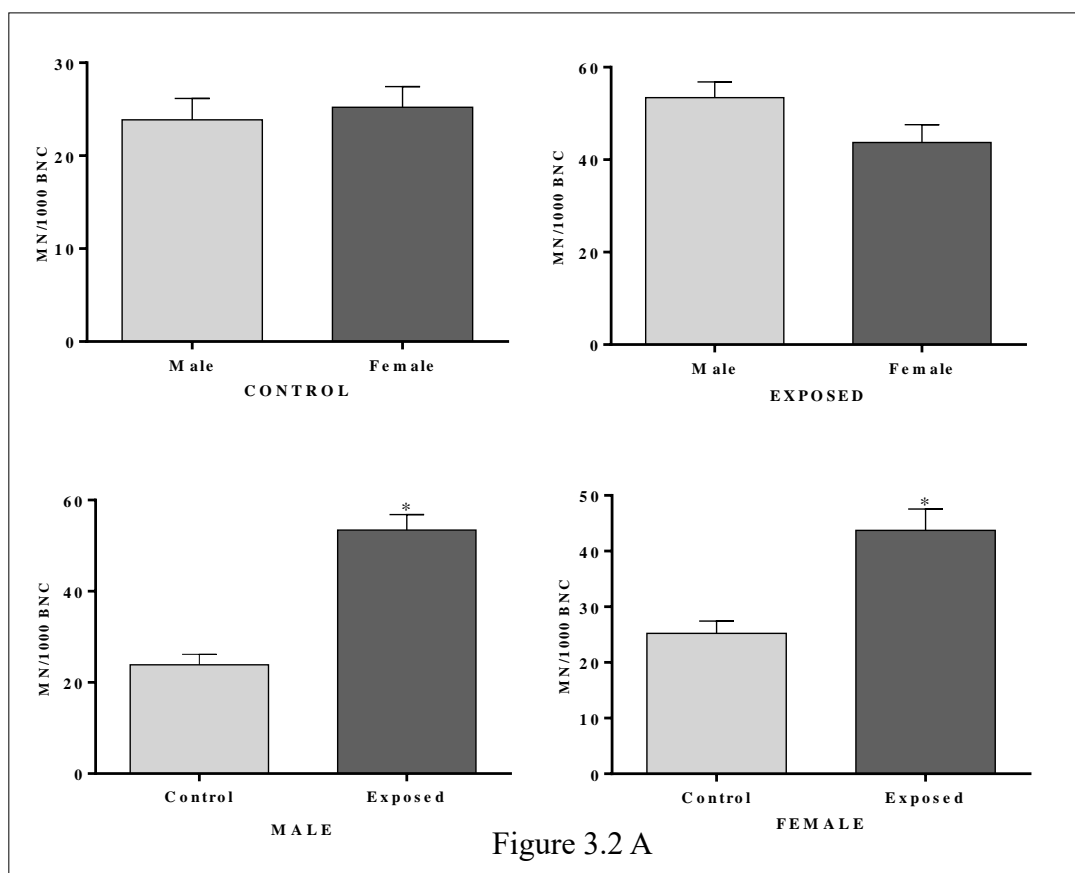 30
20
10
0
MN/1000 BNC
Male
Female
CONTROL
60
40
20
0
MN/1000 BNC
Male
Female
EXPOSED
60
40
20
0
MN/1000 BNC
*
Control
Exposed
MALE
50
40
30
20
10
0
MN/1000 BNC
*
Control
Exposed
FEMALE
Figure 3.2 A